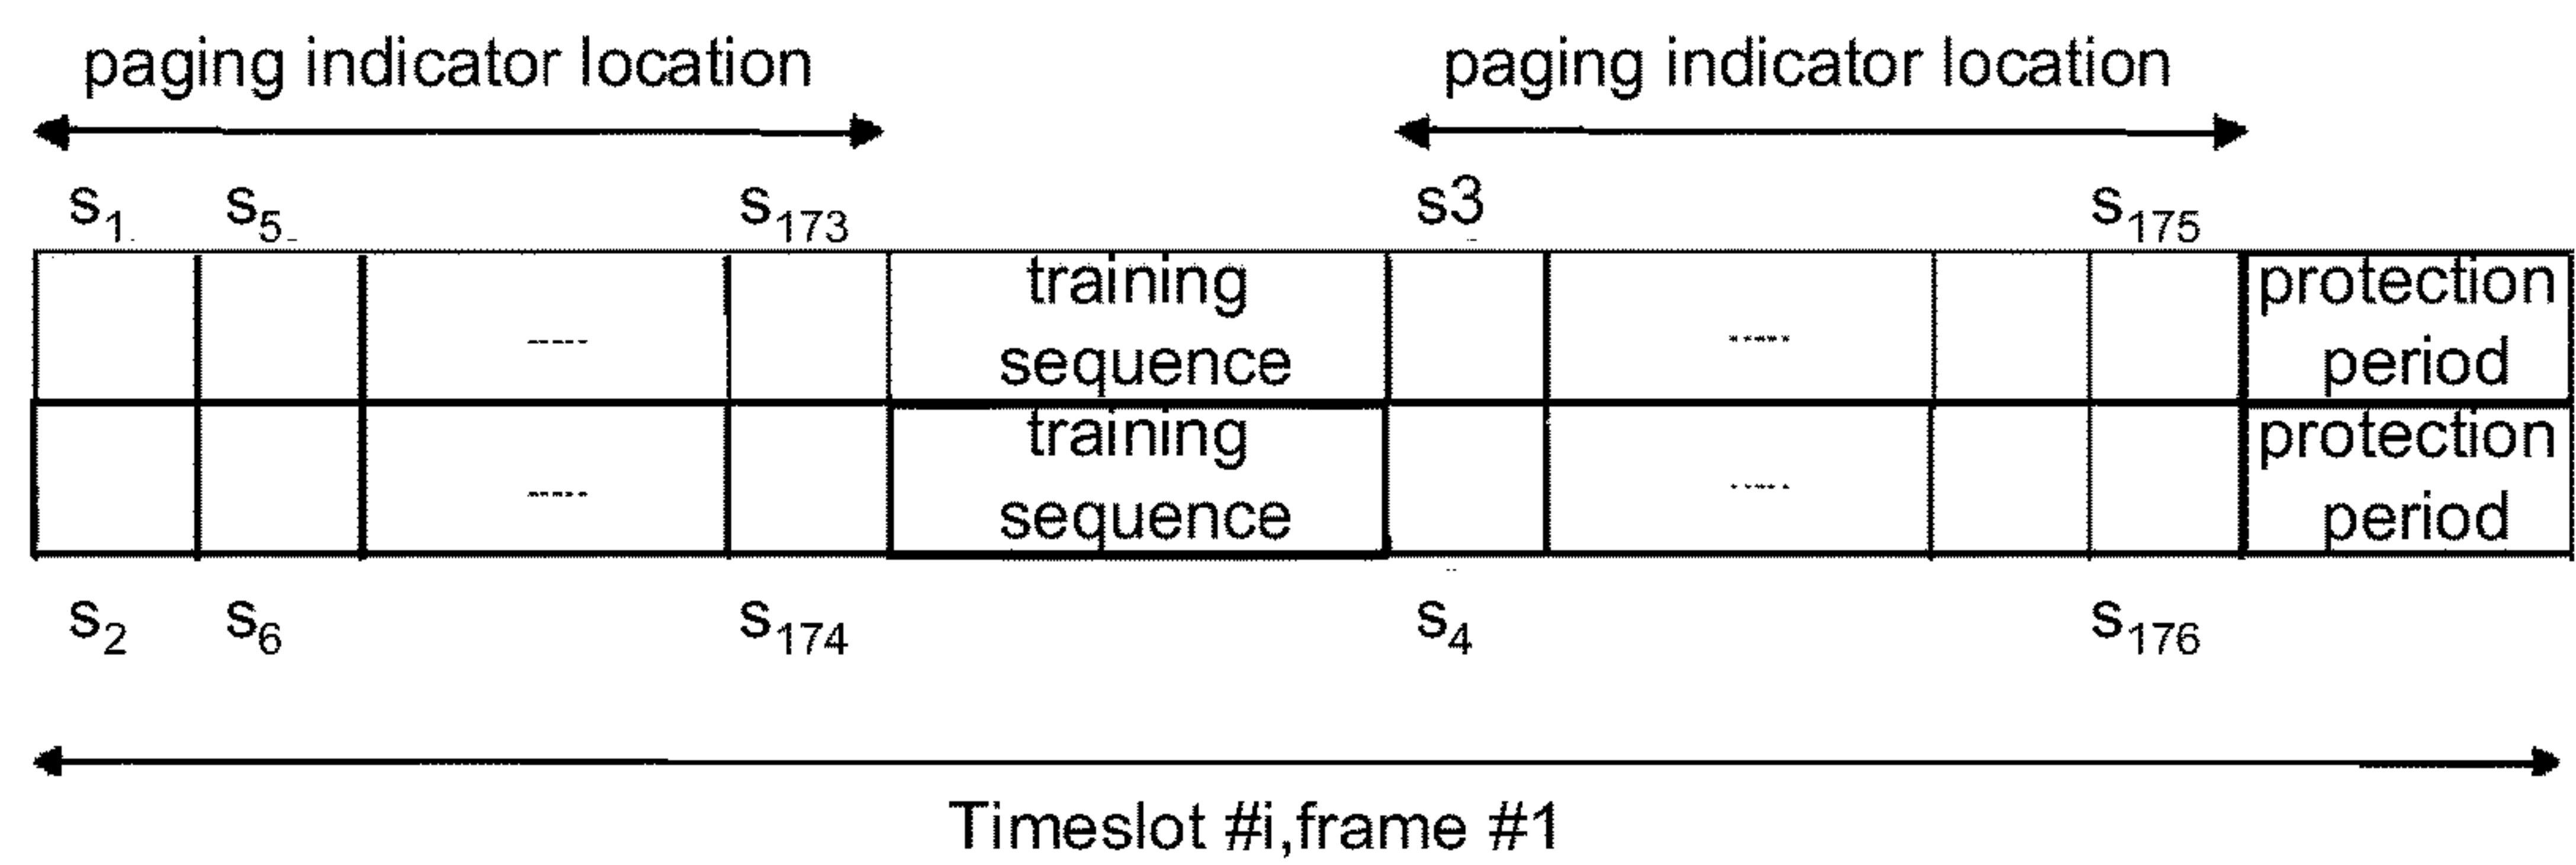 paging indicator location paging indicator location
s1 s5 s173 s3 s175
training protection
sequence ----- ----- period
training protection
sequence ----- ----- period
s2 s6 s174 s4 s176
Timeslot #i,frame #1